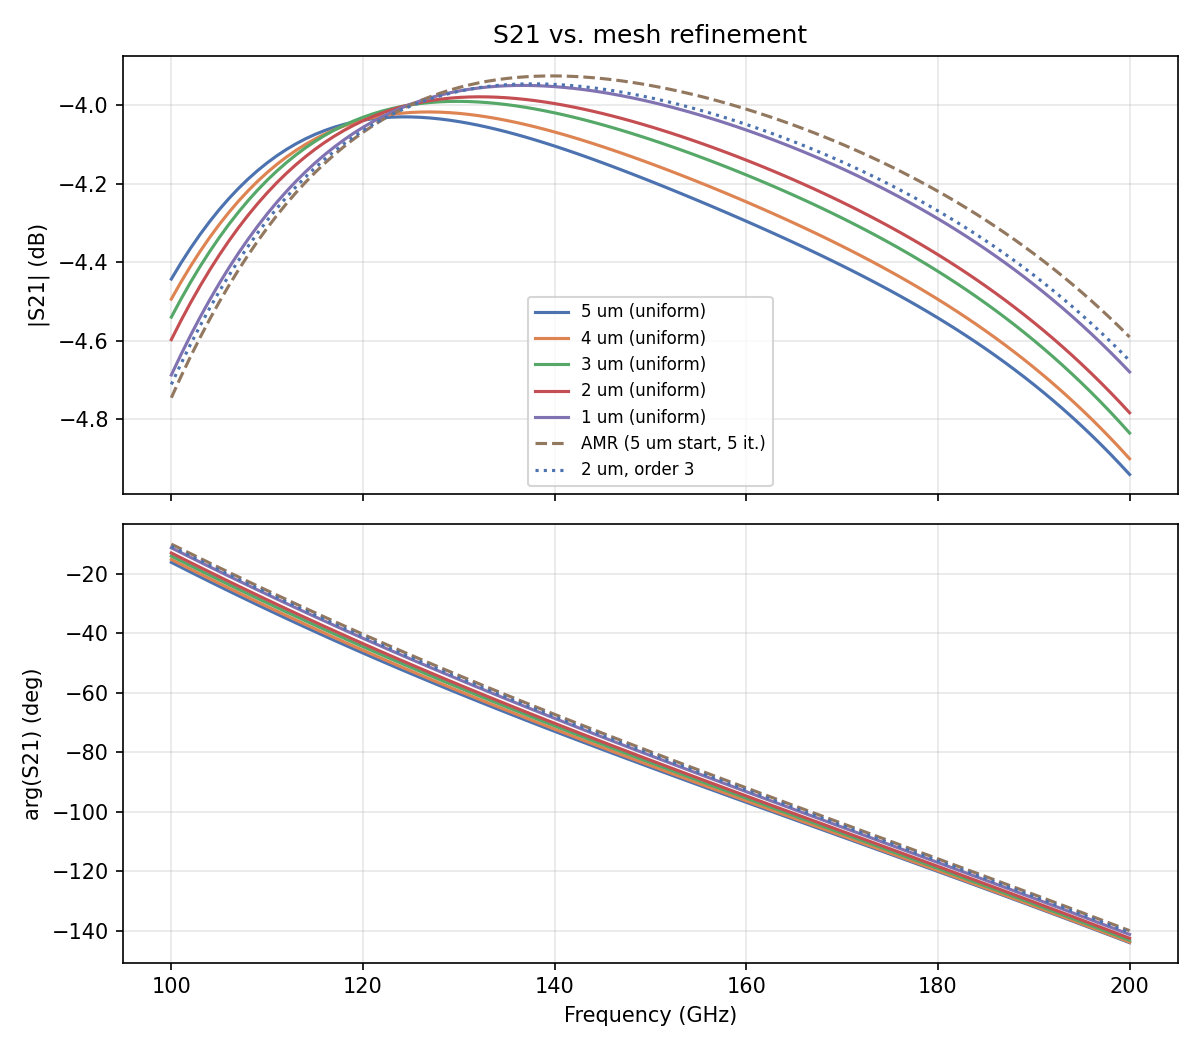 S21 vs. mesh refinement
|S21| (dB)
−4.0
−4.2
−4.4
−4.6
−4.8
5 um (uniform)
4 um (uniform)
3 um (uniform)
2 um (uniform)
1 um (uniform)
AMR (5 um start, 5 it.)
2 um, order 3
arg(S21) (deg)
−20
−40
−60
−80
−100
−120
−140
100 120 140 160 180 200
Frequency (GHz)